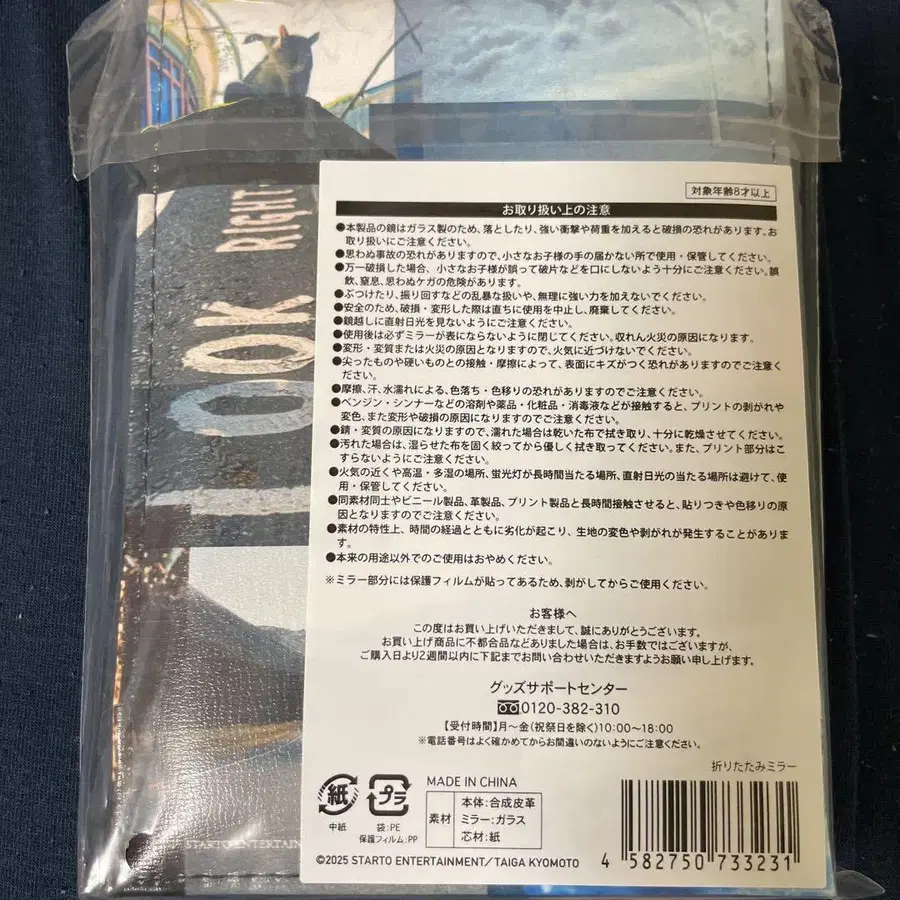 RIGHT
LOOK
対象年齢8才以上
お取り扱い上の注意
●本製品の鏡はガラス製のため、落としたり、強い衝撃や荷重を加えると破損の恐れがあります。お
取り扱いにご注意ください。
●思わぬ事故の恐れがありますので、小さなお子様の手の届かない所で使用・保管してください。
●万一破損した場合、小さなお子様が誤って破片などを口にしないよう十分にご注意ください。誤
飲、窒息、思わぬケガの危険があります。
●ぶつけたり、振り回すなどの乱暴な扱いや、無理に強い力を加えないでください。
●安全のため、破損・変形した際は直ちに使用を中止し、廃棄してください。
●鏡越しに直射日光を見ないようにご注意ください。
●使用後は必ずミラーが表にならないように閉じてください。収れん火災の原因になります。
●変形・変質または火災の原因となりますので、火気に近づけないでください。
●尖ったものや硬いものとの接触・摩擦によって、表面にキズがつく恐れがありますのでご注意くだ
さい。
●摩擦、汗、水濡れによる、色落ち・色移りの恐れがありますのでご注意ください。
●ベンジン・シンナーなどの溶剤や薬品・化粧品・消毒液などが接触すると、プリントの剥がれや
変色、また変形や破損の原因になりますのでご注意ください。
●錆・変質の原因になりますので、濡れた場合は乾いた布で拭き取り、十分に乾燥させてください。
●汚れた場合は、湿らせた布を固く絞ってから優しく拭き取ってください。また、プリント部分はこ
すらないようにご注意ください。
●火気の近くや高温・多湿の場所、蛍光灯が長時間当たる場所、直射日光の当たる場所は避けて、使
用・保管してください。
●同素材同士やビニール製品、革製品、プリント製品と長時間接触させると、貼りつきや色移りの原
因となりますのでご注意ください。
●素材の特性上、時間の経過とともに劣化が起こり、生地の変色や剥がれが発生することがありま
す。
●本来の用途以外でのご使用はおやめください。
※ミラー部分には保護フィルムが貼ってあるため、剥がしてからご使用ください。
お客様へ
この度はお買い上げいただきまして、誠にありがとうございます。
お買い上げ商品に不都合品などありました場合は、お手数ではございますが、
ご購入日より2週間以内に下記までお問い合わせいただきますようお願い申し上げます。
グッズサポートセンター
0120-382-310
【受付時間】月〜金(祝祭日を除く)10:00〜18:00
※電話番号はよく確かめてからお間違いのないようにご注意ください。
折りたたみミラー
紙
中紙
プラ
袋:PE
保護フィルム:PP
MADE IN CHINA
素材
本体:合成皮革
ミラー:ガラス
芯材:紙
©2025 STARTO ENTERTAINMENT/TAIGA KYOMOTO
4 582750 733231
STARTO ENTERTAIN